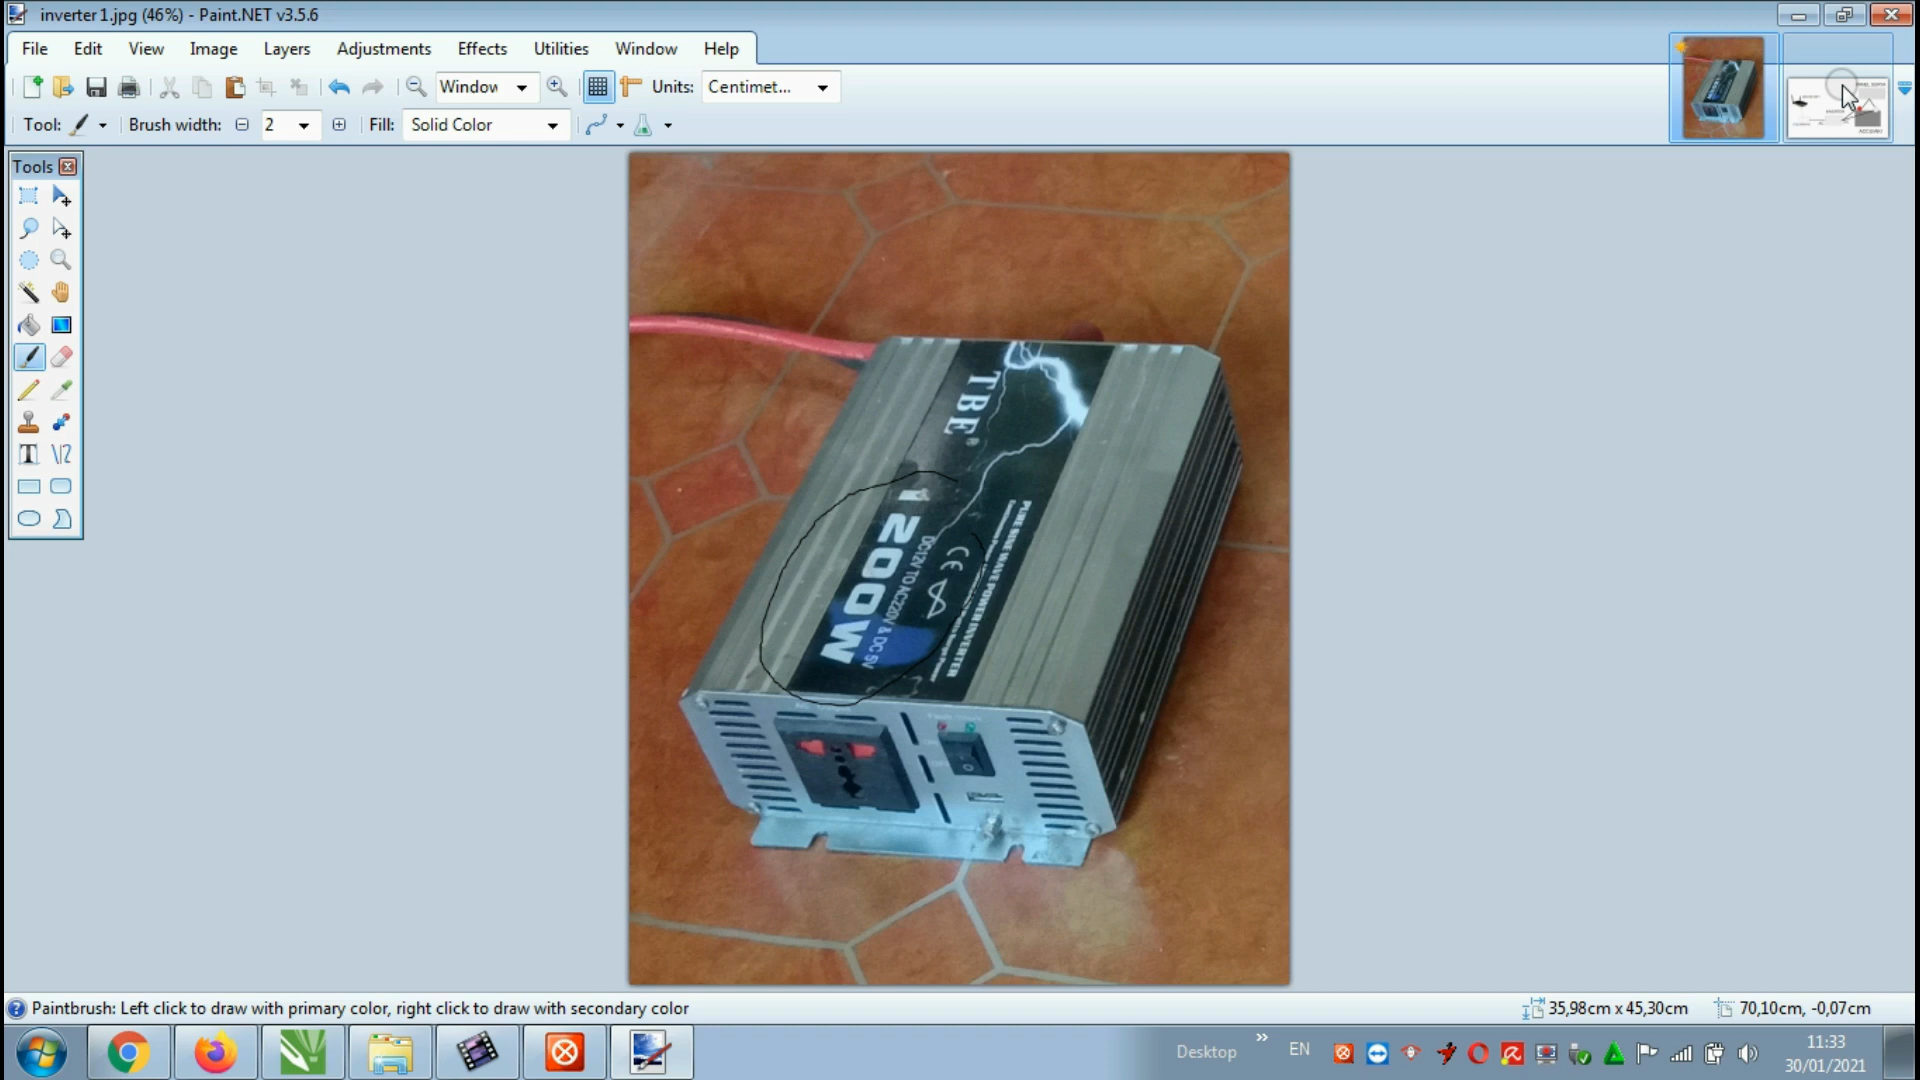 inverter 1.jpg (46%) - Paint.NET v3.5.6
File Edit View Image Layers Adjustments Effects Utilities Window Help
Window Units: Centimet...
Tool: Brush width: 2 Fill: Solid Color
Tools
TBE®
1200W
DC12V TO AC220V & DC 5V
CE
PURE SINE WAVE POWER INVERTER
Paintbrush: Left click to draw with primary color, right click to draw with secondary color
35,98cm x 45,30cm
70,10cm, -0,07cm
Desktop
»
EN
11:33
30/01/2021